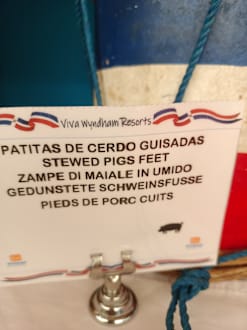 Viva Wyndham Resorts
PATITAS DE CERDO GUISADAS
STEWED PIGS FEET
ZAMPE DI MAIALE IN UMIDO
GEDUNSTETE SCHWEINSFUSSE
PIEDS DE PORC CUITS